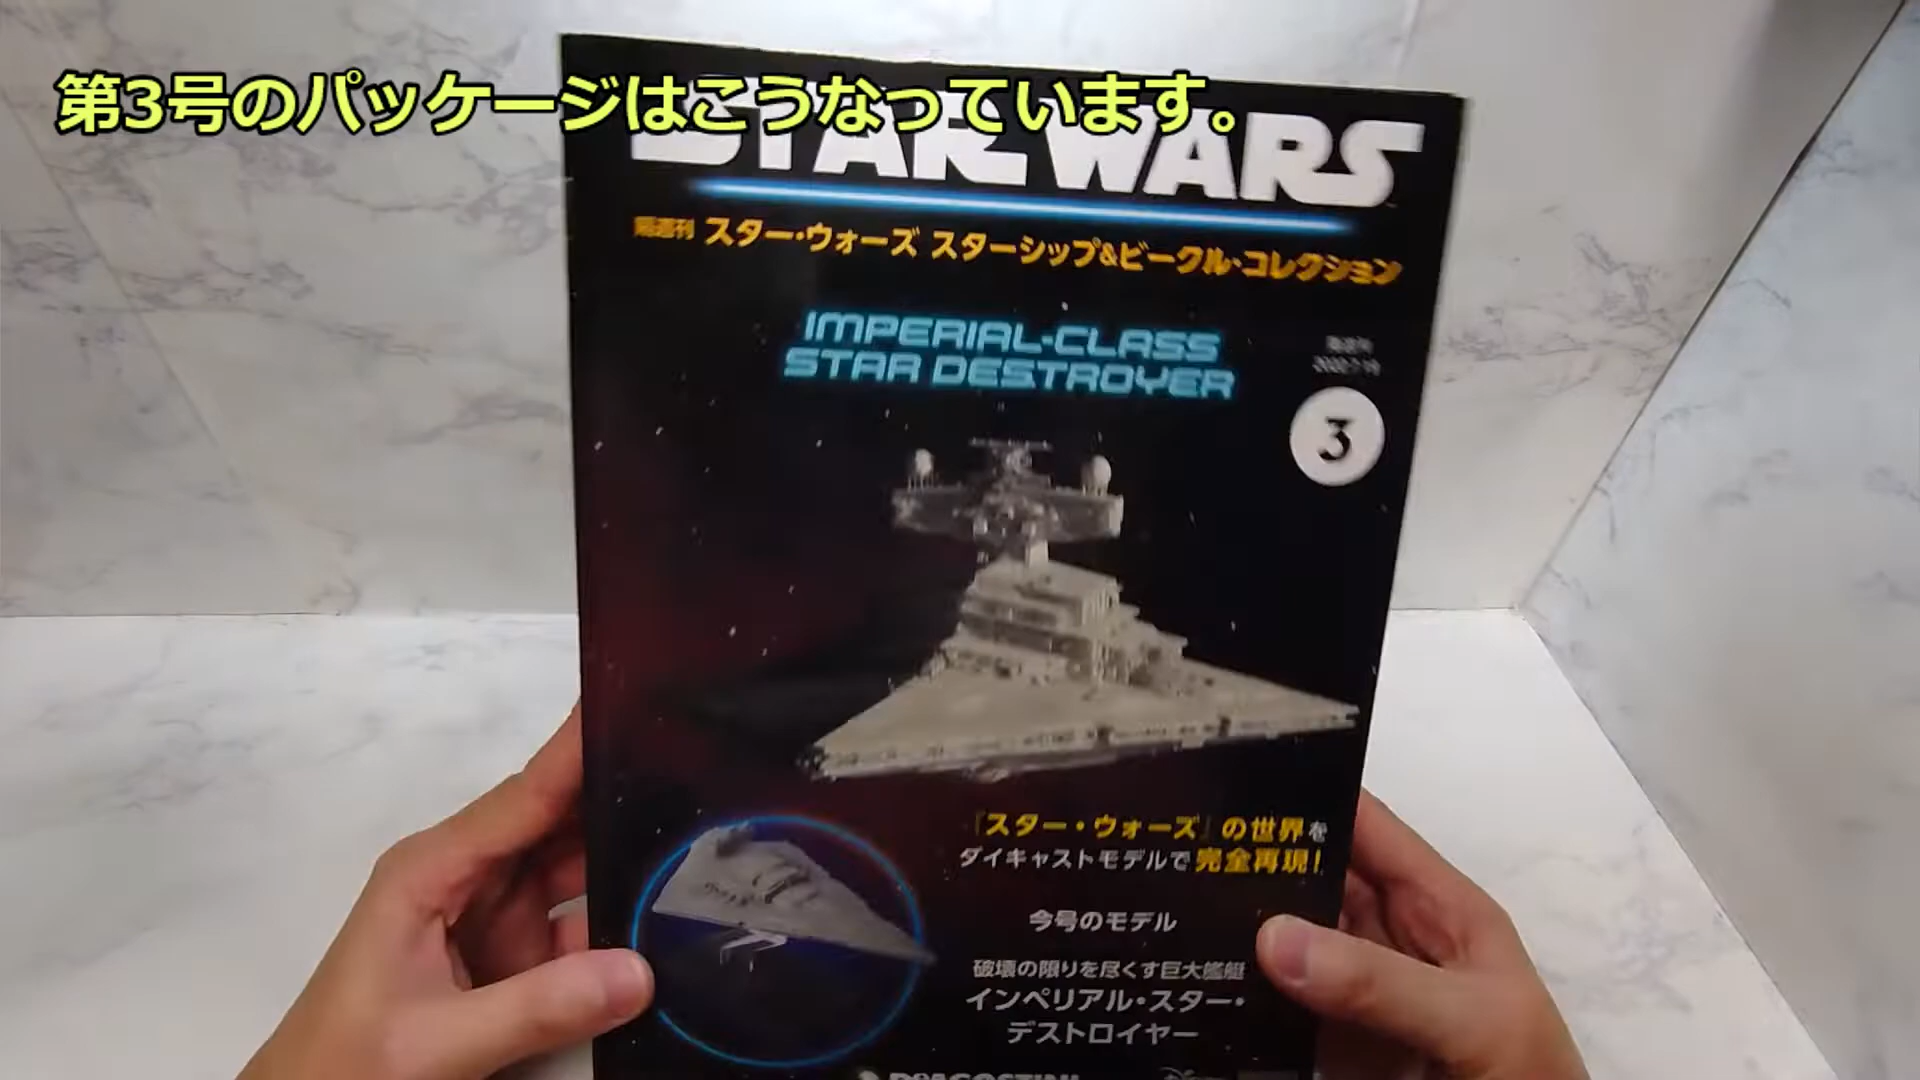 第3号のパッケージはこうなっています。
STAR WARS
隔週刊 スター・ウォーズ スターシップ&ビークル・コレクション
IMPERIAL-CLASS
STAR DESTROYER
3
『スター・ウォーズ』の世界を
ダイキャストモデルで完全再現!
今号のモデル
破壊の限りを尽くす巨大艦艇
インペリアル・スター・
デストロイヤー
DeAGOSTINI